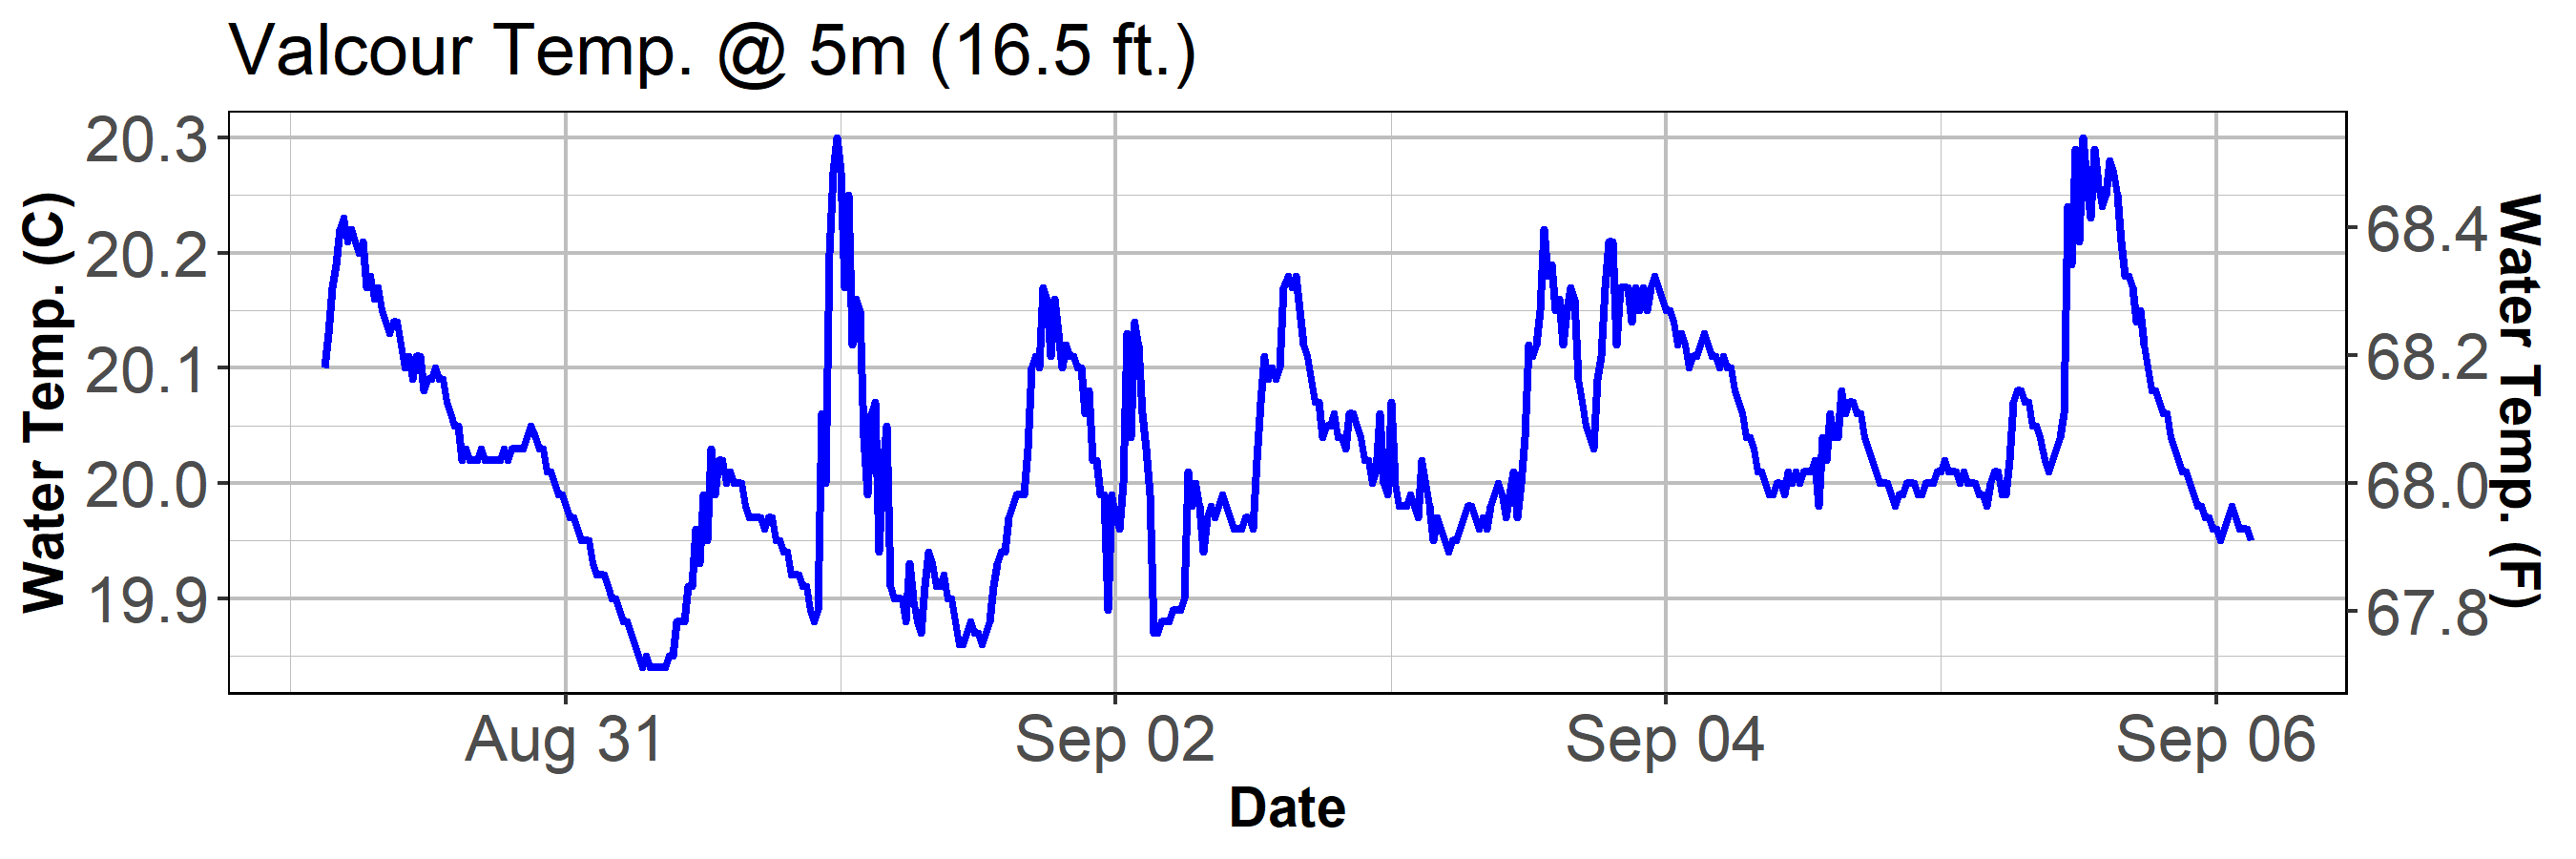 Valcour Temp. @ 5m (16.5 ft.)
Water Temp. (C)
20.3
20.2
20.1
20.0
19.9
68.4
68.2
68.0
67.8
Water Temp. (F)
Aug 31
Sep 02
Sep 04
Sep 06
Date